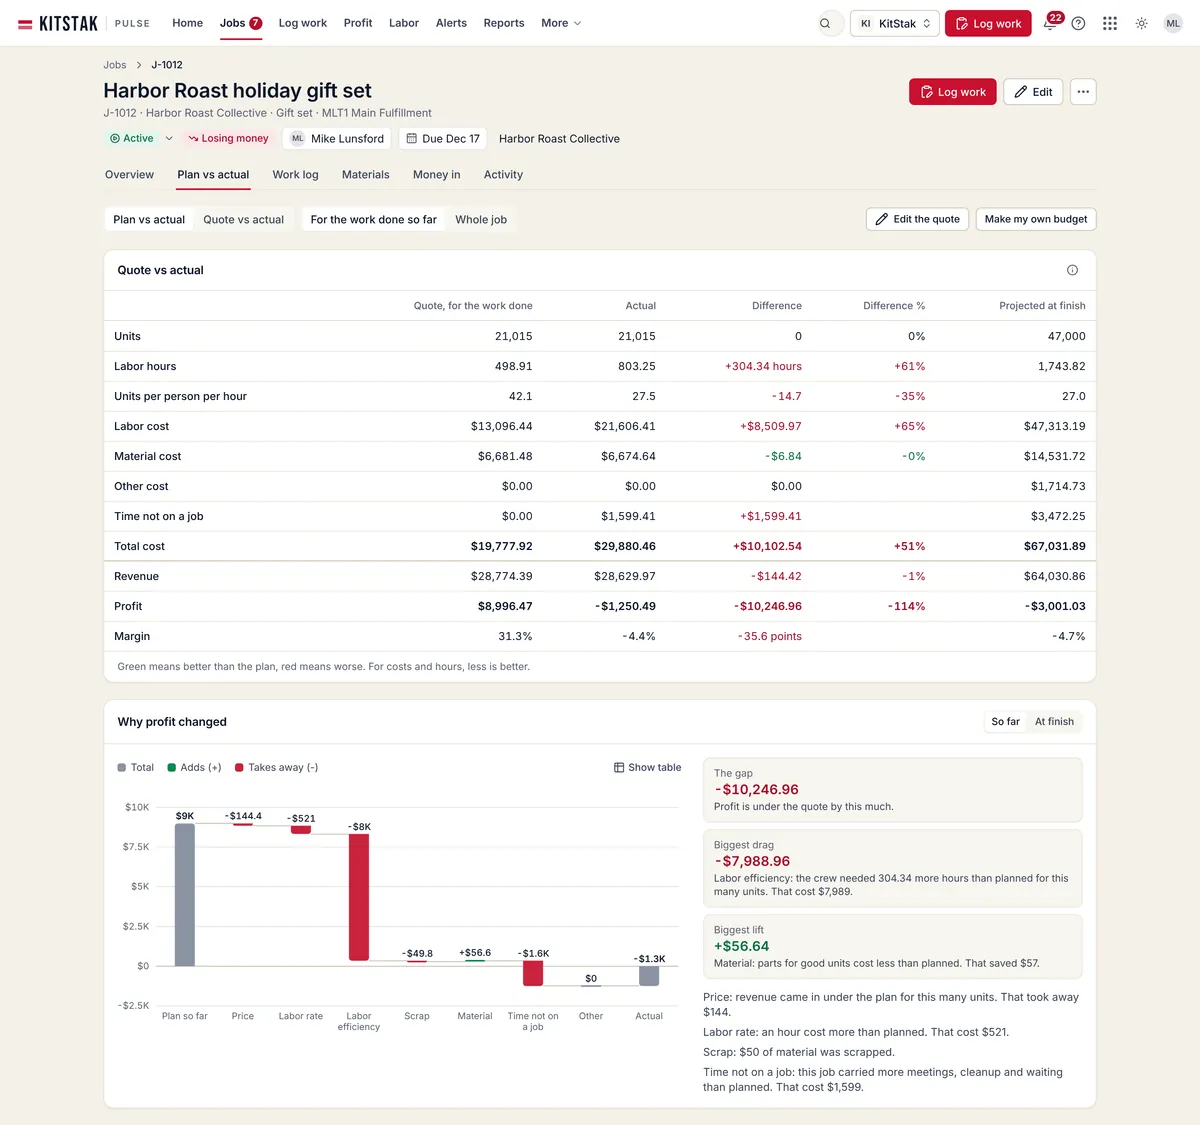 KITSTAK PULSE Home Jobs 7 Log work Profit Labor Alerts Reports More KI KitStak Log work 22 ML
Jobs J-1012
Harbor Roast holiday gift set
Log work Edit
J-1012 · Harbor Roast Collective · Gift set · MLT1 Main Fulfillment
Active Losing money ML Mike Lunsford Due Dec 17 Harbor Roast Collective
Overview Plan vs actual Work log Materials Money in Activity
Plan vs actual Quote vs actual For the work done so far Whole job Edit the quote Make my own budget
Quote vs actual
Quote, for the work done Actual Difference Difference % Projected at finish
Units 21,015 21,015 0 0% 47,000
Labor hours 498.91 803.25 +304.34 hours +61% 1,743.82
Units per person per hour 42.1 27.5 -14.7 -35% 27.0
Labor cost $13,096.44 $21,606.41 +$8,509.97 +65% $47,313.19
Material cost $6,681.48 $6,674.64 -$6.84 -0% $14,531.72
Other cost $0.00 $0.00 $0.00 $1,714.73
Time not on a job $0.00 $1,599.41 +$1,599.41 $3,472.25
Total cost $19,777.92 $29,880.46 +$10,102.54 +51% $67,031.89
Revenue $28,774.39 $28,629.97 -$144.42 -1% $64,030.86
Profit $8,996.47 -$1,250.49 -$10,246.96 -114% -$3,001.03
Margin 31.3% -4.4% -35.6 points -4.7%
Green means better than the plan, red means worse. For costs and hours, less is better.
Why profit changed
So far At finish
Total Adds (+) Takes away (-) Show table
$10K
$7.5K
$5K
$2.5K
$0
-$2.5K
$9K -$144.4 -$521 -$8K -$49.8 +$56.6 -$1.6K $0 -$1.3K
Plan so far Price Labor rate Labor efficiency Scrap Material Time not on a job Other Actual
The gap
-$10,246.96
Profit is under the quote by this much.
Biggest drag
-$7,988.96
Labor efficiency: the crew needed 304.34 more hours than planned for this
many units. That cost $7,989.
Biggest lift
+$56.64
Material: parts for good units cost less than planned. That saved $57.
Price: revenue came in under the plan for this many units. That took away
$144.
Labor rate: an hour cost more than planned. That cost $521.
Scrap: $50 of material was scrapped.
Time not on a job: this job carried more meetings, cleanup and waiting
than planned. That cost $1,599.